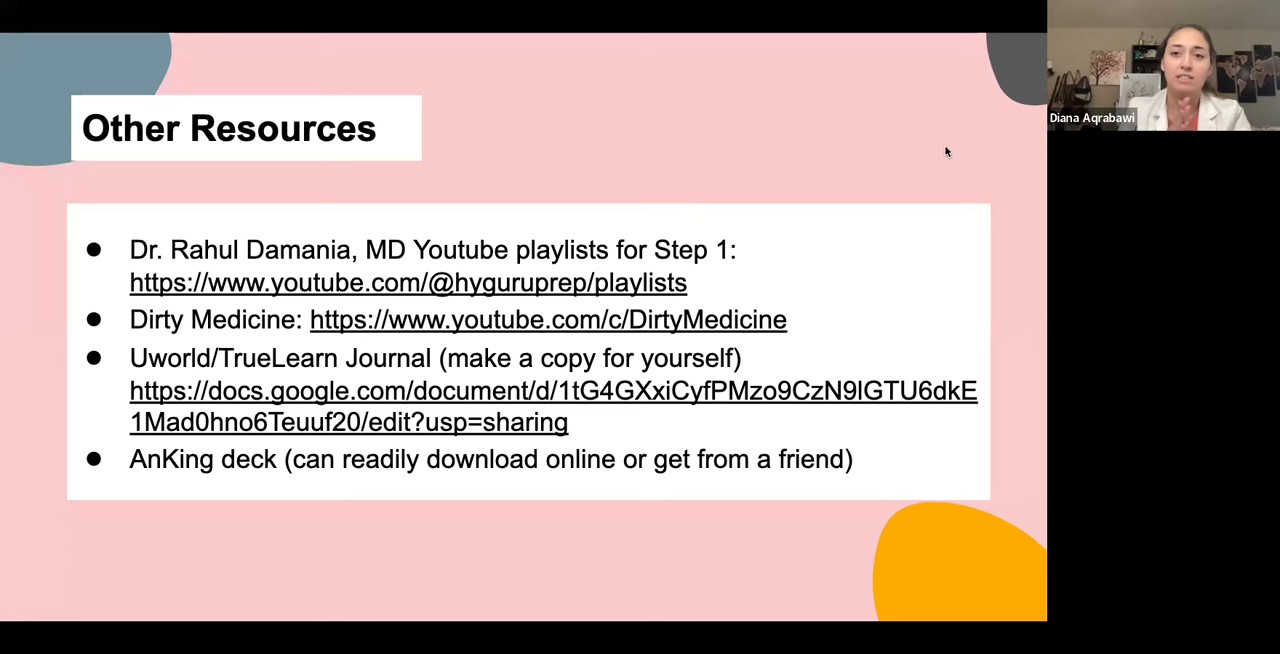 Other Resources
● Dr. Rahul Damania, MD Youtube playlists for Step 1:
https://www.youtube.com/@hyguruprep/playlists
● Dirty Medicine: https://www.youtube.com/c/DirtyMedicine
● Uworld/TrueLearn Journal (make a copy for yourself)
https://docs.google.com/document/d/1tG4GXxiCyfPMzo9CzN9lGTU6dkE
1Mad0hno6Teuuf20/edit?usp=sharing
● AnKing deck (can readily download online or get from a friend)
Diana Aqrabawi